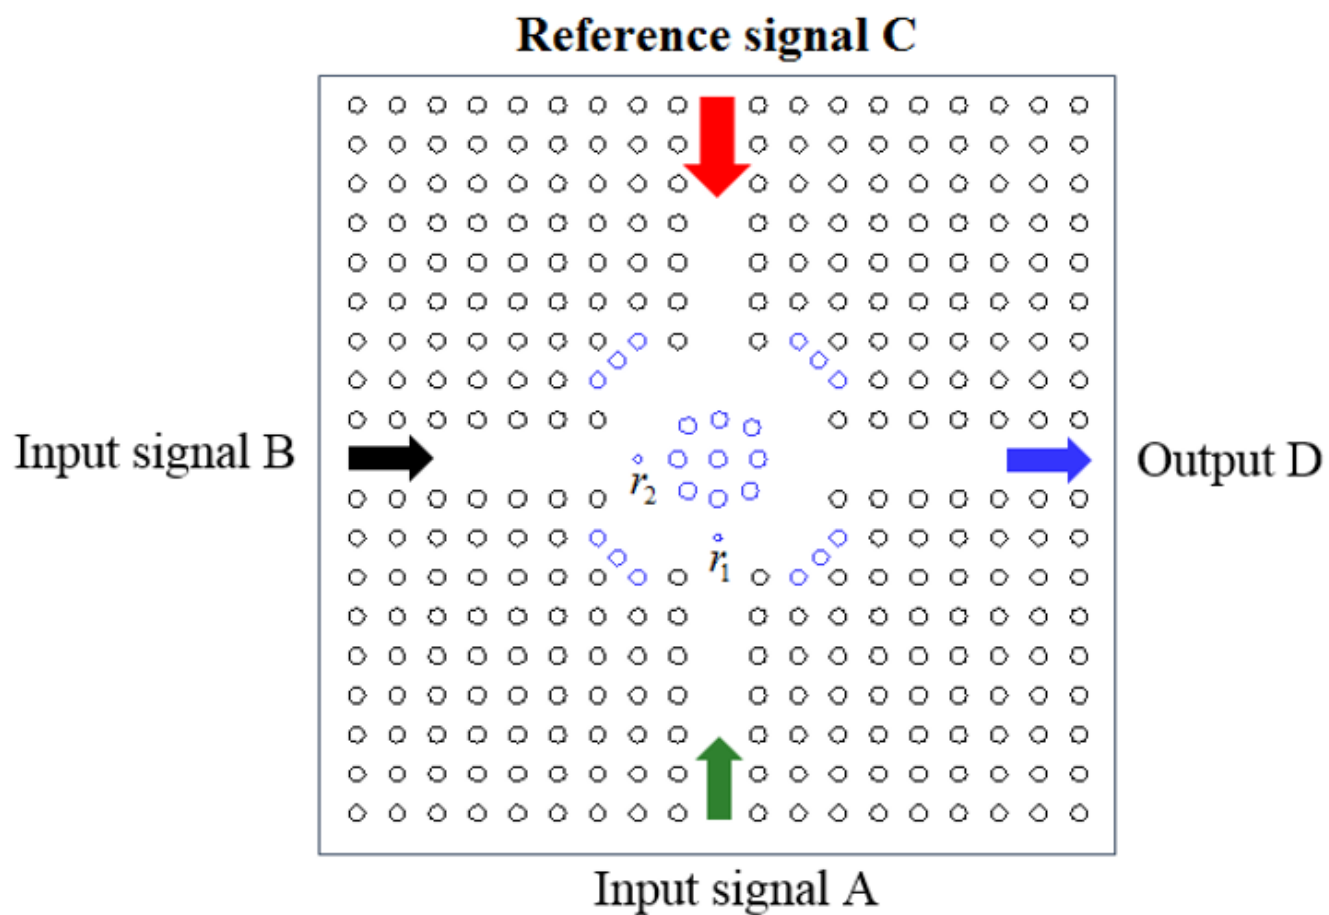 Reference signal C
Input signal B
Output D
r₂
r₁
Input signal A